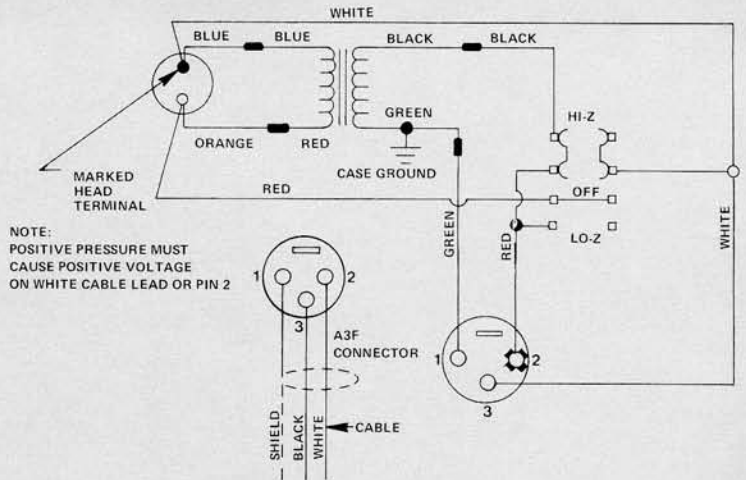 WHITE
BLUE
BLUE
BLACK
BLACK
HI-Z
GREEN
ORANGE
RED
CASE GROUND
MARKED
HEAD
TERMINAL
RED
OFF
LO-Z
GREEN
RED
WHITE
NOTE:
POSITIVE PRESSURE MUST
CAUSE POSITIVE VOLTAGE
ON WHITE CABLE LEAD OR PIN 2
1
2
3
A3F
CONNECTOR
1
2
3
SHIELD
BLACK
WHITE
CABLE